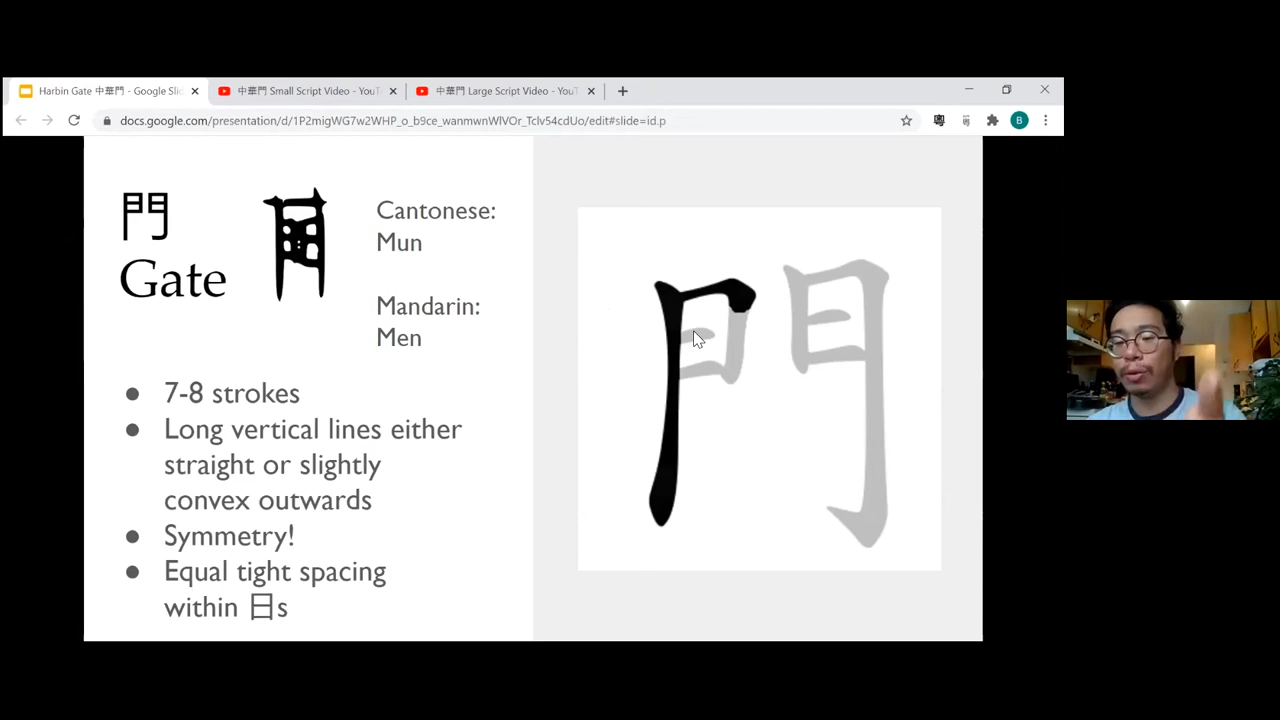 Harbin Gate 中華門 - Google Slid
中華門 Small Script Video - YouT
中華門 Large Script Video - YouT
docs.google.com/presentation/d/1P2migWG7w2WHP_o_b9ce_wanmwnWlVOr_Tclv54cdUo/edit#slide=id.p
B
門
Gate
Cantonese:
Mun
Mandarin:
Men
● 7-8 strokes
● Long vertical lines either
straight or slightly
convex outwards
● Symmetry!
● Equal tight spacing
within 日s
門